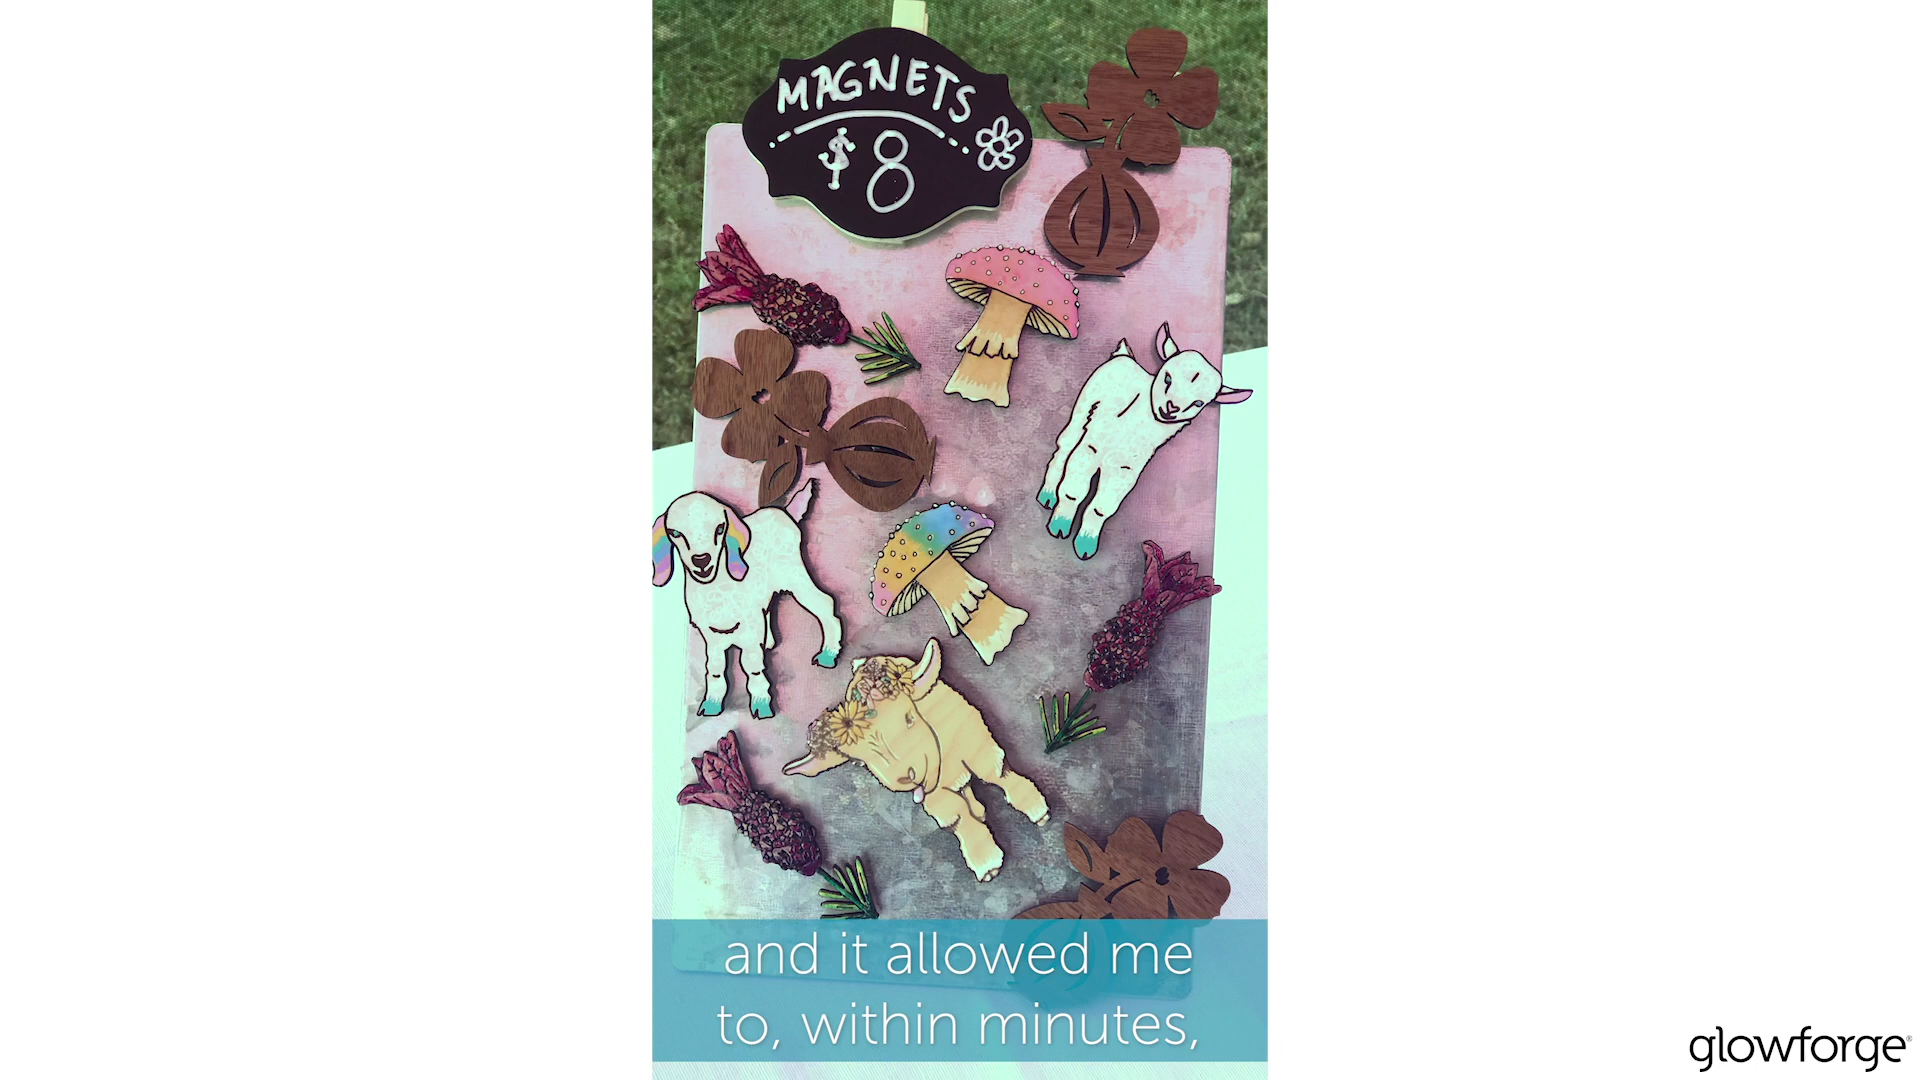 MAGNETS
$8
and it allowed me
to, within minutes,
glowforge®